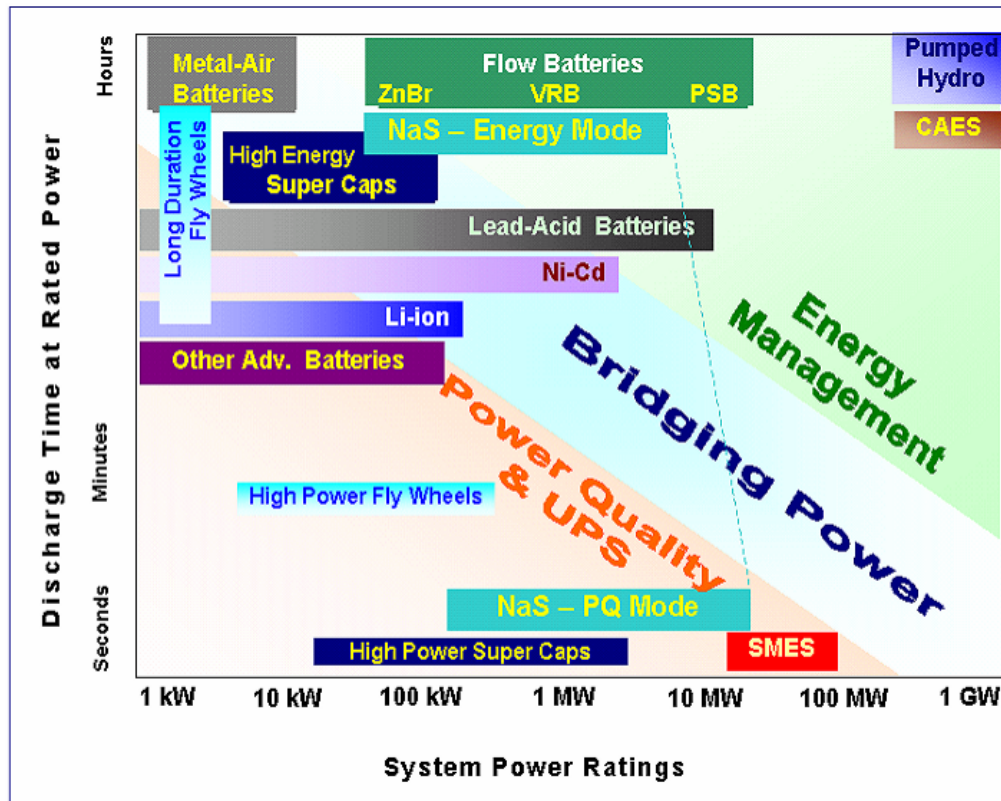 Discharge Time at Rated Power
Hours
Minutes
Seconds
Metal-Air
Batteries
Flow Batteries
ZnBr VRB PSB
Pumped
Hydro
CAES
NaS – Energy Mode
Long Duration
Fly Wheels
High Energy
Super Caps
Lead-Acid Batteries
Ni-Cd
Li-ion
Other Adv. Batteries
Energy
Management
Bridging Power
Power Quality
& UPS
High Power Fly Wheels
NaS – PQ Mode
High Power Super Caps
SMES
1 kW 10 kW 100 kW 1 MW 10 MW 100 MW 1 GW
System Power Ratings